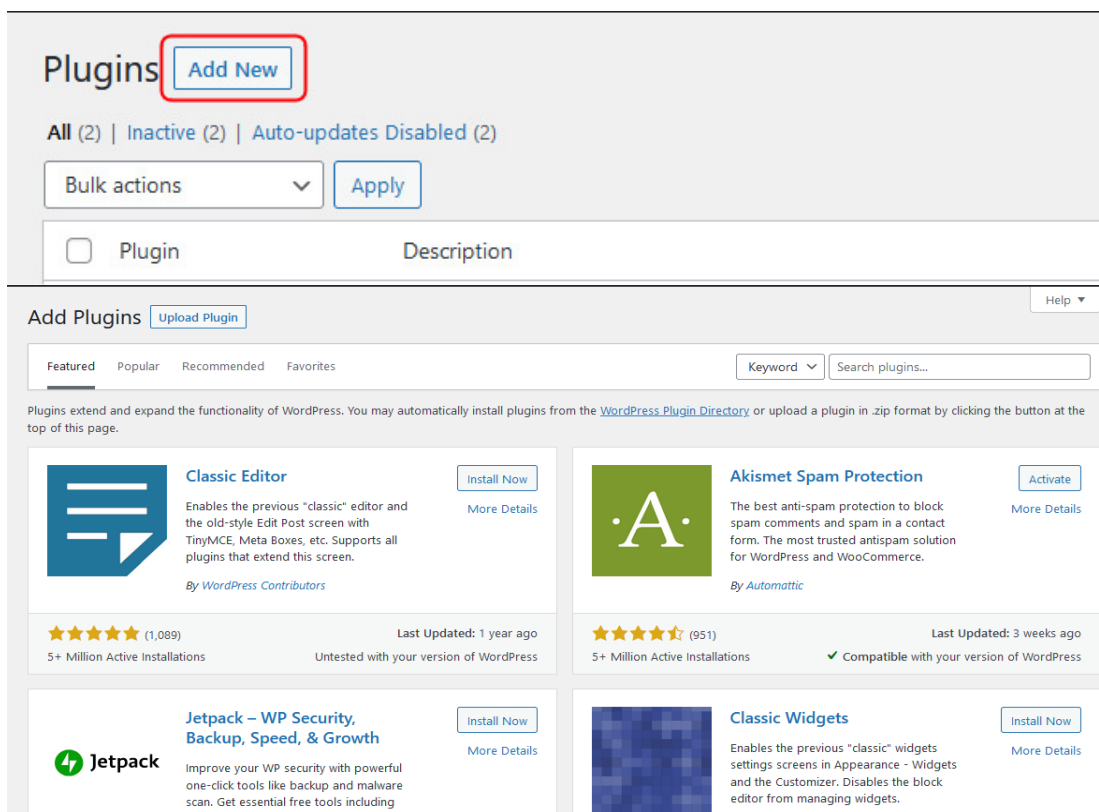 Plugins Add New
All (2) | Inactive (2) | Auto-updates Disabled (2)
Bulk actions Apply
Plugin Description
Help
Add Plugins Upload Plugin
Featured Popular Recommended Favorites Keyword Search plugins...
Plugins extend and expand the functionality of WordPress. You may automatically install plugins from the WordPress Plugin Directory or upload a plugin in .zip format by clicking the button at the
top of this page.
Classic Editor
Install Now
Enables the previous "classic" editor and
the old-style Edit Post screen with
TinyMCE, Meta Boxes, etc. Supports all
plugins that extend this screen.
More Details
By WordPress Contributors
(1,089) Last Updated: 1 year ago
5+ Million Active Installations Untested with your version of WordPress
·A·
Akismet Spam Protection
Activate
The best anti-spam protection to block
spam comments and spam in a contact
form. The most trusted antispam solution
for WordPress and WooCommerce.
More Details
By Automattic
(951) Last Updated: 3 weeks ago
5+ Million Active Installations Compatible with your version of WordPress
Jetpack
Jetpack – WP Security,
Backup, Speed, & Growth
Install Now
More Details
Improve your WP security with powerful
one-click tools like backup and malware
scan. Get essential free tools including
Classic Widgets
Install Now
Enables the previous "classic" widgets
settings screens in Appearance - Widgets
and the Customizer. Disables the block
editor from managing widgets.
More Details